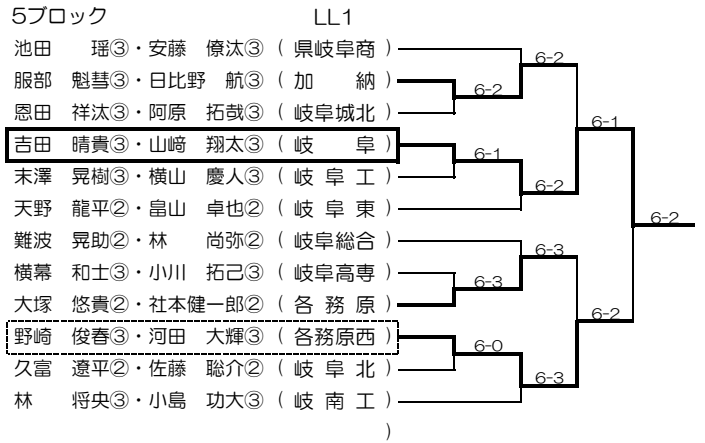 5ブロック LL1
池田 瑶③・安藤 僚汰③ ( 県岐阜商 )
6-2
服部 魁彗③・日比野 航③ ( 加 納 )
6-2
恩田 祥汰③・阿原 拓哉③ ( 岐阜城北 )
6-1
吉田 晴貴③・山﨑 翔太③ ( 岐 阜 )
6-1
末澤 晃樹③・横山 慶人③ ( 岐 阜 工 )
6-2
天野 龍平②・畠山 卓也② ( 岐 阜 東 )
6-2
難波 晃助②・林 尚弥② ( 岐阜総合 )
6-3
横幕 和士③・小川 拓己③ ( 岐阜高専 )
6-3
大塚 悠貴②・社本健一郎② ( 各 務 原 )
6-2
野崎 俊春③・河田 大輝③ ( 各務原西 )
6-0
久富 遼平②・佐藤 聡介② ( 岐 阜 北 )
6-3
林 将央③・小島 功大③ ( 岐 南 工 )
)